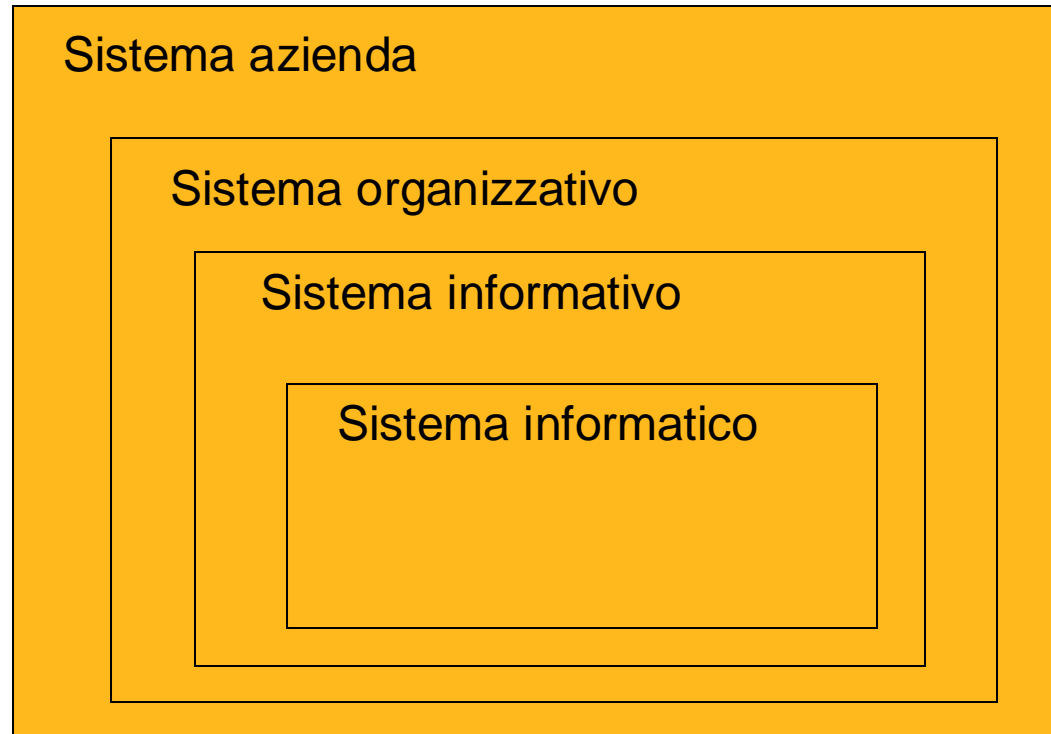 Sistema azienda
Sistema organizzativo
Sistema informativo
Sistema informatico